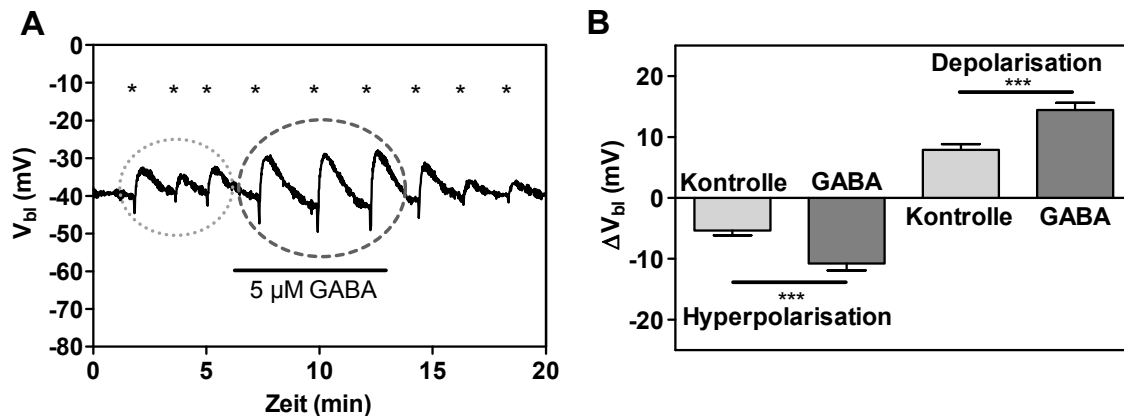 A
0
-10
-20
-30
-40
-50
-60
-70
-80
V_bl (mV)
* * * * * * * * *
5 µM GABA
0 5 10 15 20
Zeit (min)
B
20
10
0
-10
-20
ΔV_bl (mV)
Depolarisation
***
Kontrolle GABA
Kontrolle GABA
***
Hyperpolarisation